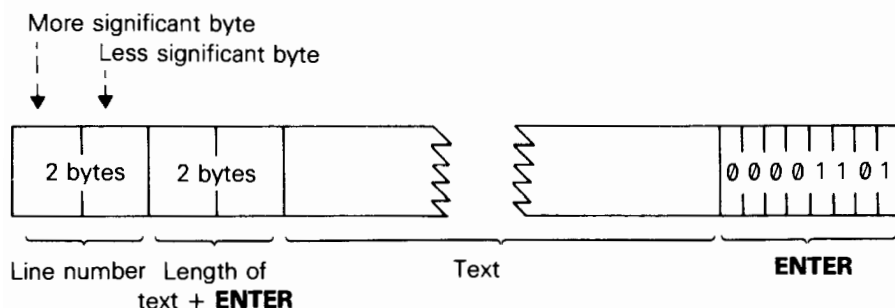 More significant byte
Less significant byte
2 bytes 2 bytes 0 0 0 0 1 1 0 1
Line number Length of text + ENTER Text ENTER